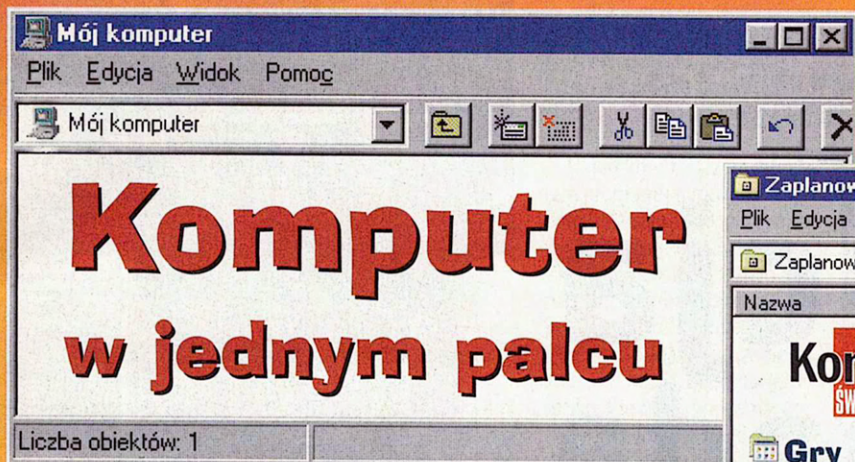 Mój komputer
Plik Edycja Widok Pomoc
Mój komputer
Komputer
w jednym palcu
Liczba obiektów: 1
Plik Edycja
Nazwa
Gry